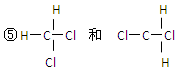 H H
⑤ H—C—Cl 和 Cl—C—Cl
Cl H